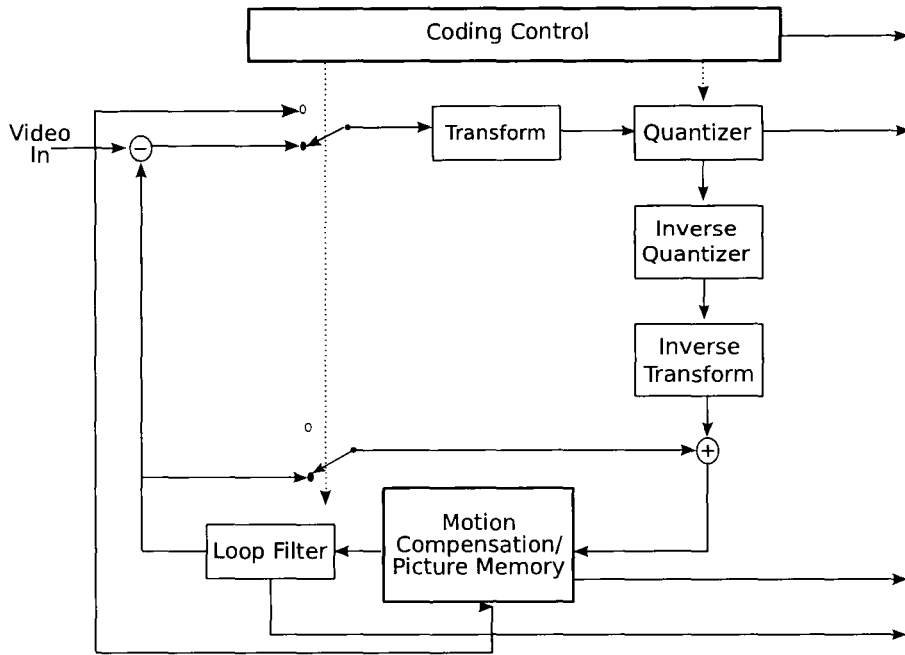 Coding Control
Video
In
−
Transform
Quantizer
Inverse
Quantizer
Inverse
Transform
+
Motion
Compensation/
Picture Memory
Loop Filter